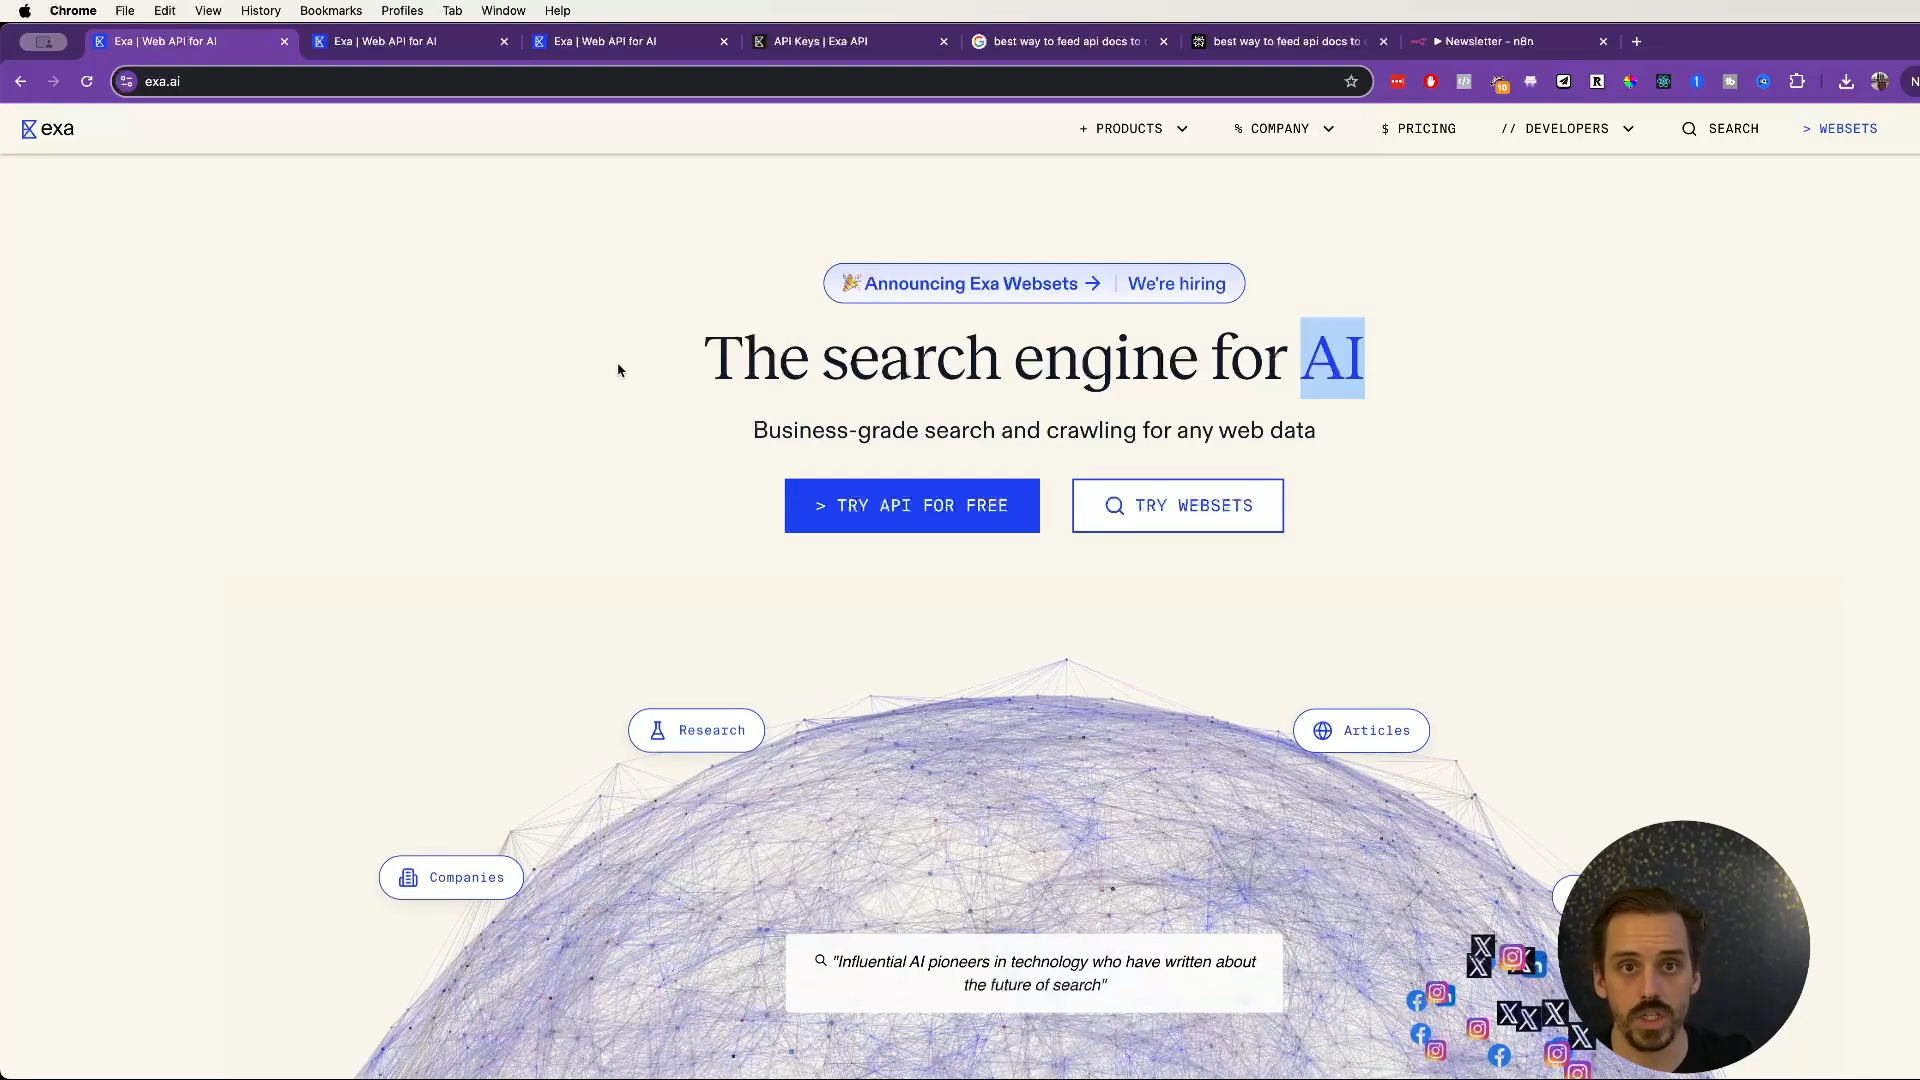 Chrome File Edit View History Bookmarks Profiles Tab Window Help
Exa | Web API for AI Exa | Web API for AI Exa | Web API for AI API Keys | Exa API best way to feed api docs to best way to feed api docs to ▶ Newsletter - n8n
exa.ai
exa
+ PRODUCTS % COMPANY $ PRICING // DEVELOPERS SEARCH > WEBSETS
Announcing Exa Websets → We're hiring
The search engine for AI
Business-grade search and crawling for any web data
> TRY API FOR FREE TRY WEBSETS
Research Articles
Companies
"Influential AI pioneers in technology who have written about
the future of search"